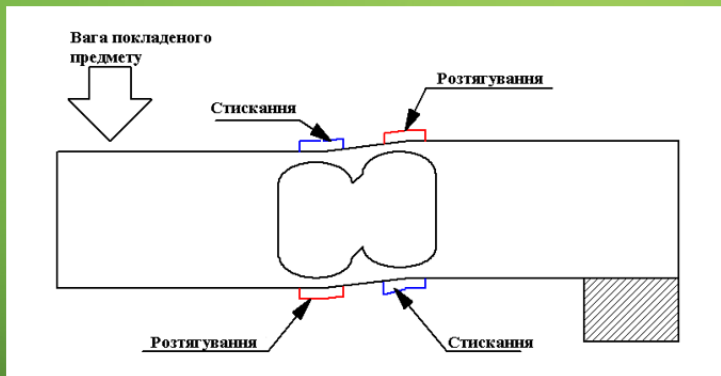 Вага покладеного
предмету
Розтягування
Стискання
Розтягування
Стискання